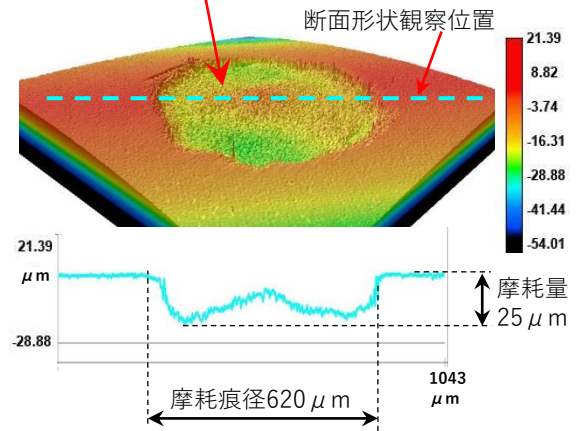 断面形状観察位置
21.39
8.82
-3.74
-16.31
-28.88
-41.44
-54.01
21.39
μm
-28.88
摩耗量
25μm
摩耗痕径620μm
1043
μm